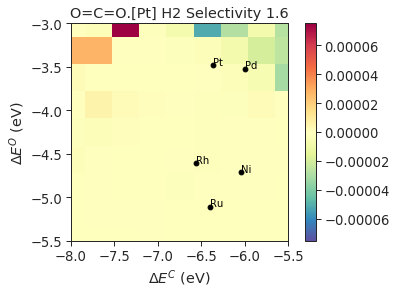 O=C=O.[Pt] H2 Selectivity 1.6
−3.0
−3.5
−4.0
−4.5
−5.0
−5.5
ΔE^O (eV)
Pt
Pd
Rh
Ni
Ru
−8.0 −7.5 −7.0 −6.5 −6.0 −5.5
ΔE^C (eV)
0.00006
0.00004
0.00002
0.00000
−0.00002
−0.00004
−0.00006